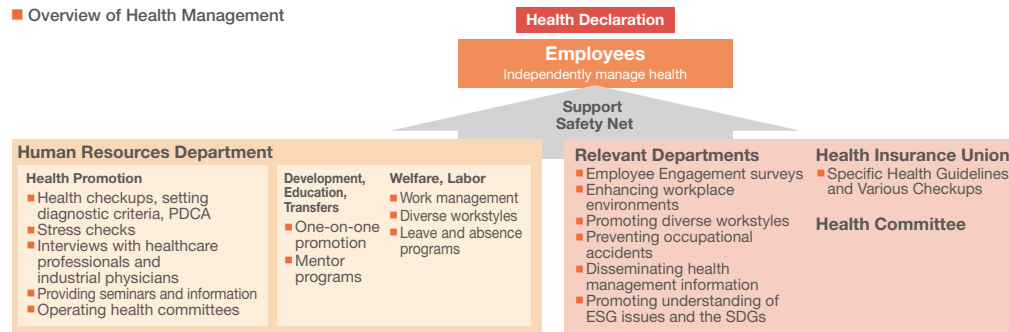 Overview of Health Management
Health Declaration
Employees
Independently manage health
Support
Safety Net
Human Resources Department
Health Promotion
Health checkups, setting
diagnostic criteria, PDCA
Stress checks
Interviews with healthcare
professionals and
industrial physicians
Providing seminars and information
Operating health committees
Development,
Education,
Transfers
One-on-one
promotion
Mentor
programs
Welfare, Labor
Work management
Diverse workstyles
Leave and absence
programs
Relevant Departments
Employee Engagement surveys
Enhancing workplace
environments
Promoting diverse workstyles
Preventing occupational
accidents
Disseminating health
management information
Promoting understanding of
ESG issues and the SDGs
Health Insurance Union
Specific Health Guidelines
and Various Checkups
Health Committee